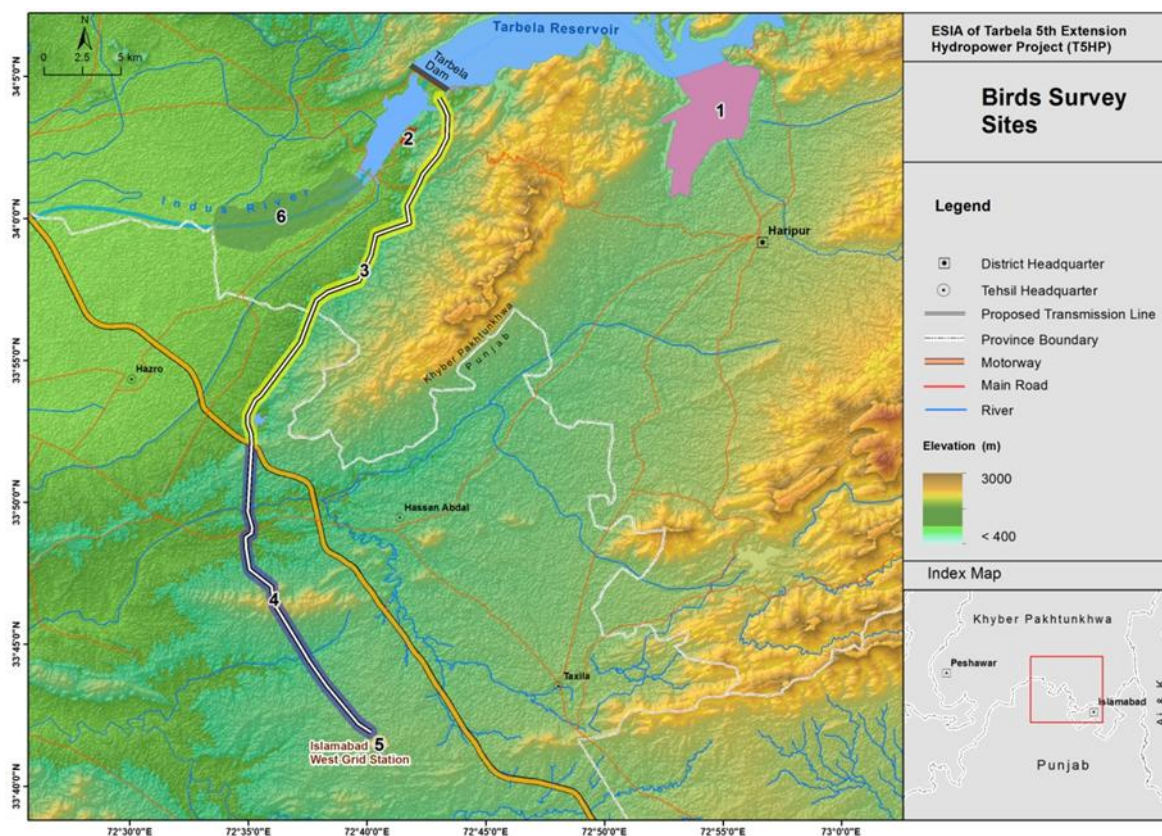 N
0 2.5 5 km
Tarbela Reservoir
Tarbela
Dam
1
2
Indus River
6
3
Haripur
Khyber Pakhtunkhwa
Punjab
Hazro
Hassan Abdal
4
Taxila
5
Islamabad
West Grid Station
34°5'0"N
34°0'0"N
33°55'0"N
33°50'0"N
33°45'0"N
33°40'0"N
72°30'0"E
72°35'0"E
72°40'0"E
72°45'0"E
72°50'0"E
72°55'0"E
73°0'0"E
ESIA of Tarbela 5th Extension
Hydropower Project (T5HP)
Birds Survey
Sites
Legend
District Headquarter
Tehsil Headquarter
Proposed Transmission Line
Province Boundary
Motorway
Main Road
River
Elevation (m)
3000
< 400
Index Map
Khyber Pakhtunkhwa
Peshawar
Islamabad
Punjab